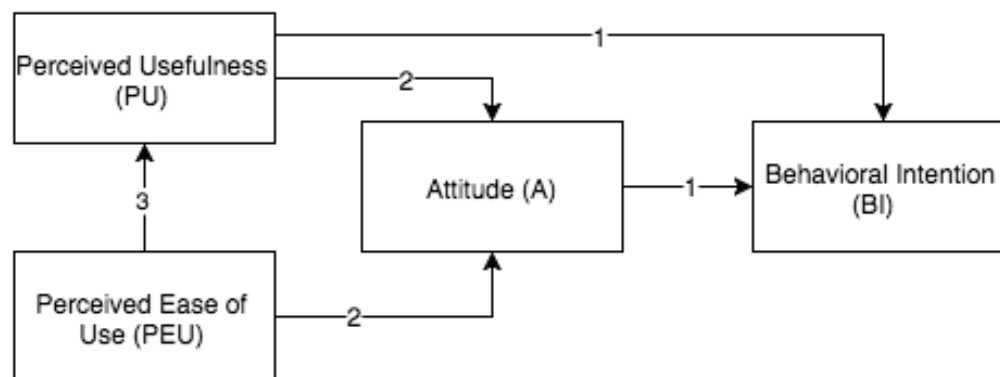 Perceived Usefulness
(PU)
1
2
Attitude (A)
1
Behavioral Intention
(BI)
3
Perceived Ease of
Use (PEU)
2